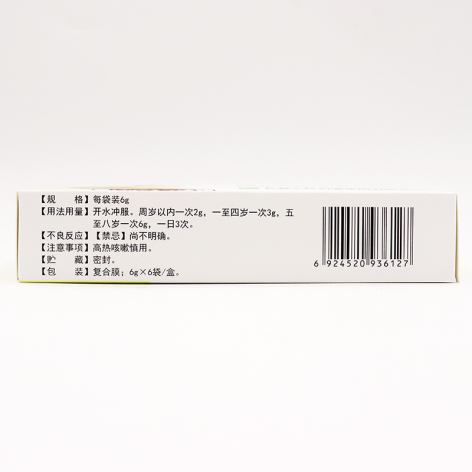 【规　　格】每袋装6g
【用法用量】开水冲服。周岁以内一次2g，一至四岁一次3g，五
至八岁一次6g，一日3次。
【不良反应】【禁忌】尚不明确。
【注意事项】高热咳嗽慎用。
【贮　　藏】密封。
【包　　装】复合膜；6g×6袋/盒。
6 924520 936127